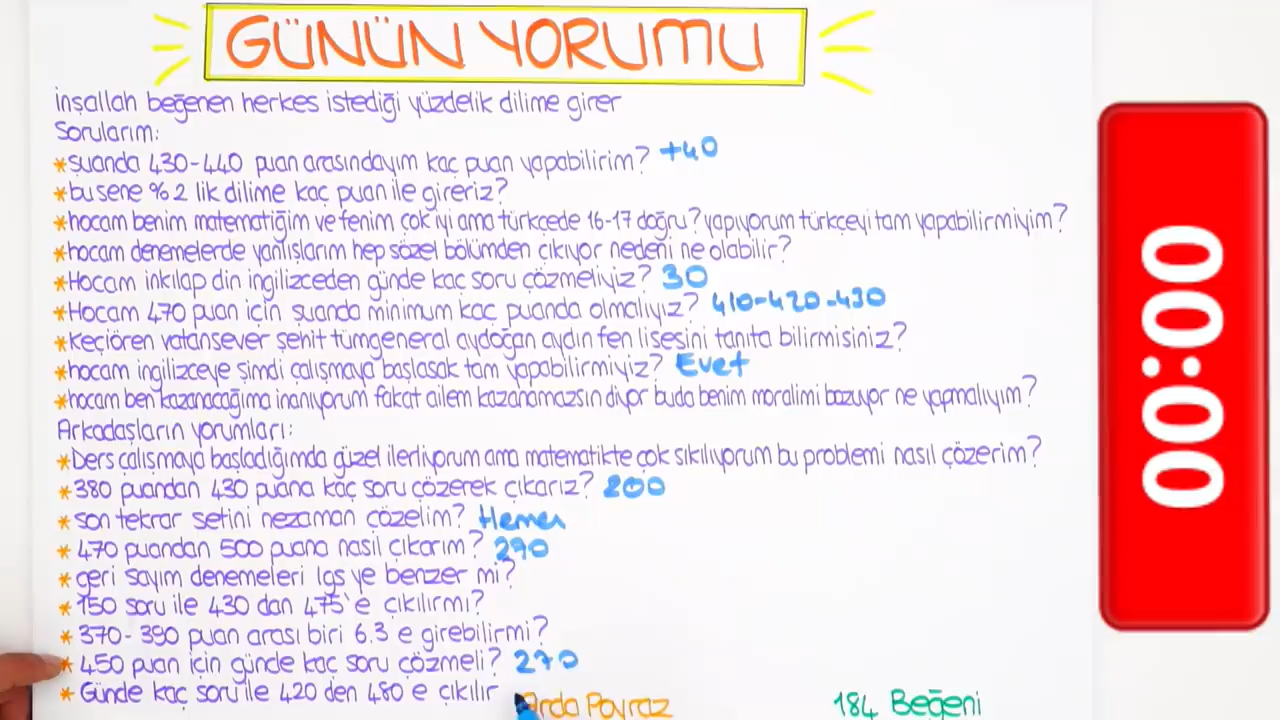 GÜNÜN YORUMU
inşallah beğenen herkes istediği yüzdelik dilime girer
Sorularım:
*şuanda 430-440 puan arasındayım kaç puan yapabilirim? +40
*bu sene %2 lik dilime kaç puan ile gireriz?
*hocam benim matematiğim ve fenim çok iyi ama türkçede 16-17 doğru? yapıyorum türkçeyi tam yapabilirmiyim?
*hocam denemelerde yanlışlarım hep sözel bölümden çıkıyor nedeni ne olabilir?
*Hocam inkılap din ingilizceden günde kaç soru çözmeliyiz? 30
*Hocam 470 puan için şuanda minimum kaç puanda olmalıyız? 410-420-430
*keçiören vatansever şehit tümgeneral aydoğan aydın fen lisesini tanıta bilirmisiniz?
*hocam ingilizceye şimdi çalışmaya başlasak tam yapabilirmiyiz? Evet
*hocam ben kazanacağıma inanıyorum fakat ailem kazanamazsın diyor buda benim moralimi bozuyor ne yapmalıyım?
Arkadaşların yorumları:
*Ders çalışmaya başladığımda güzel ilerliyorum ama matematikte çok sıkılıyorum bu problemi nasıl çözerim?
*380 puandan 430 puana kaç soru çözerek çıkarız? 200
*son tekrar setini nezaman çözelim? Hemen
*470 puandan 500 puana nasıl çıkarım? 270
*geri sayım denemeleri lgs ye benzer mi?
*150 soru ile 430 dan 475'e çıkılırmı?
*370-390 puan arası biri 6.3 e girebilirmi?
*450 puan için günde kaç soru çözmeli? 270
*Günde kaç soru ile 420 den 480 e çıkılır
Arda Poyraz
184 Beğeni
00:00